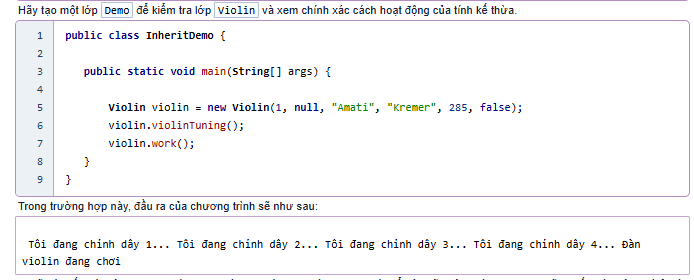 Hãy tạo một lớp Demo để kiểm tra lớp Violin và xem chính xác cách hoạt động của tính kế thừa.
1 public class InheritDemo {
2
3 public static void main(String[] args) {
4
5 Violin violin = new Violin(1, null, "Amati", "Kremer", 285, false);
6 violin.violinTuning();
7 violin.work();
8 }
9 }
Trong trường hợp này, đầu ra của chương trình sẽ như sau:
Tôi đang chỉnh dây 1... Tôi đang chỉnh dây 2... Tôi đang chỉnh dây 3... Tôi đang chỉnh dây 4... Đàn
violin đang chơi